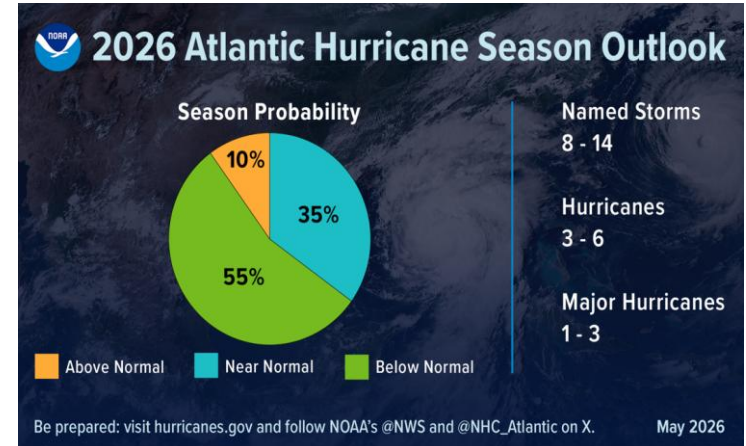 NOAA
2026 Atlantic Hurricane Season Outlook
Season Probability
10%
35%
55%
Above Normal
Near Normal
Below Normal
Named Storms
8 - 14
Hurricanes
3 - 6
Major Hurricanes
1 - 3
Be prepared: visit hurricanes.gov and follow NOAA's @NWS and @NHC_Atlantic on X.
May 2026